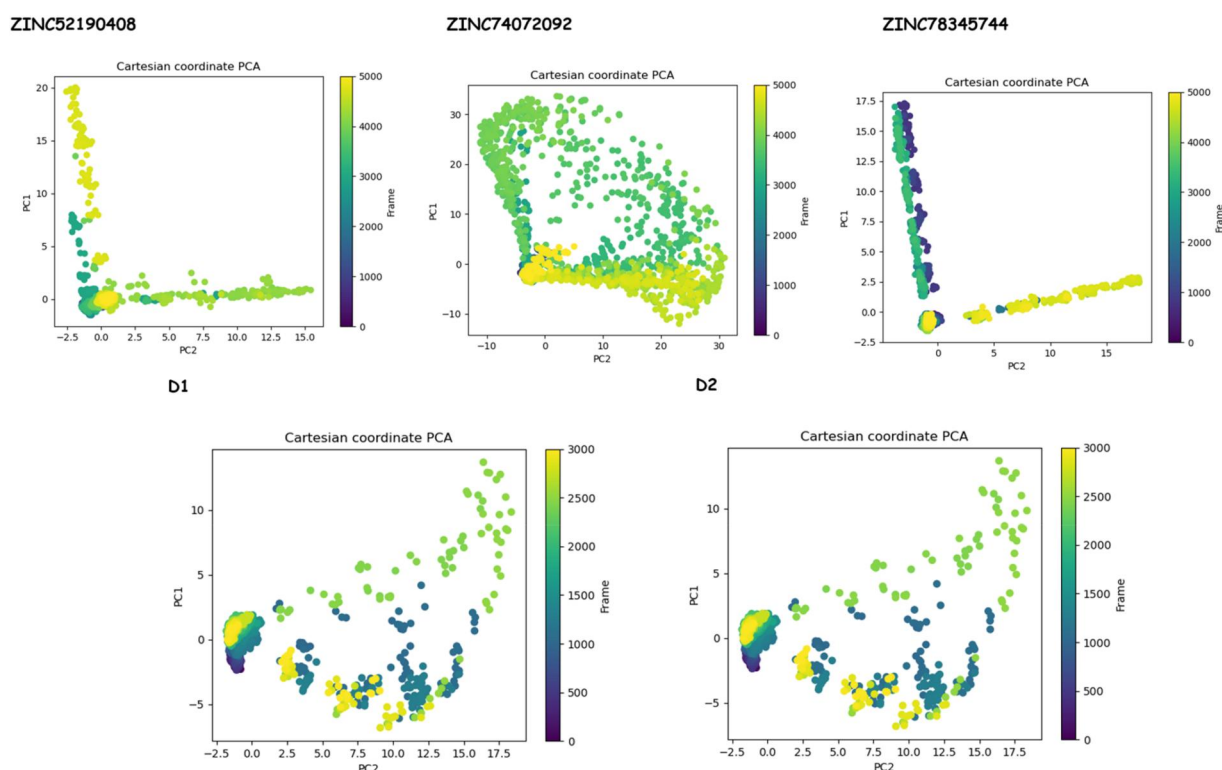 ZINC52190408
ZINC74072092
ZINC78345744
Cartesian coordinate PCA
20
15
10
5
0
PC1
−2.5 0.0 2.5 5.0 7.5 10.0 12.5 15.0
PC2
5000
4000
3000
2000
1000
0
Frame
Cartesian coordinate PCA
30
20
10
0
−10
PC1
−10 0 10 20 30
PC2
5000
4000
3000
2000
1000
0
Frame
Cartesian coordinate PCA
17.5
15.0
12.5
10.0
7.5
5.0
2.5
0.0
−2.5
PC1
0 5 10 15
PC2
5000
4000
3000
2000
1000
0
Frame
D1
D2
Cartesian coordinate PCA
10
5
0
−5
PC1
−2.5 0.0 2.5 5.0 7.5 10.0 12.5 15.0 17.5
PC2
3000
2500
2000
1500
1000
500
0
Frame
Cartesian coordinate PCA
10
5
0
−5
PC1
−2.5 0.0 2.5 5.0 7.5 10.0 12.5 15.0 17.5
PC2
3000
2500
2000
1500
1000
500
0
Frame